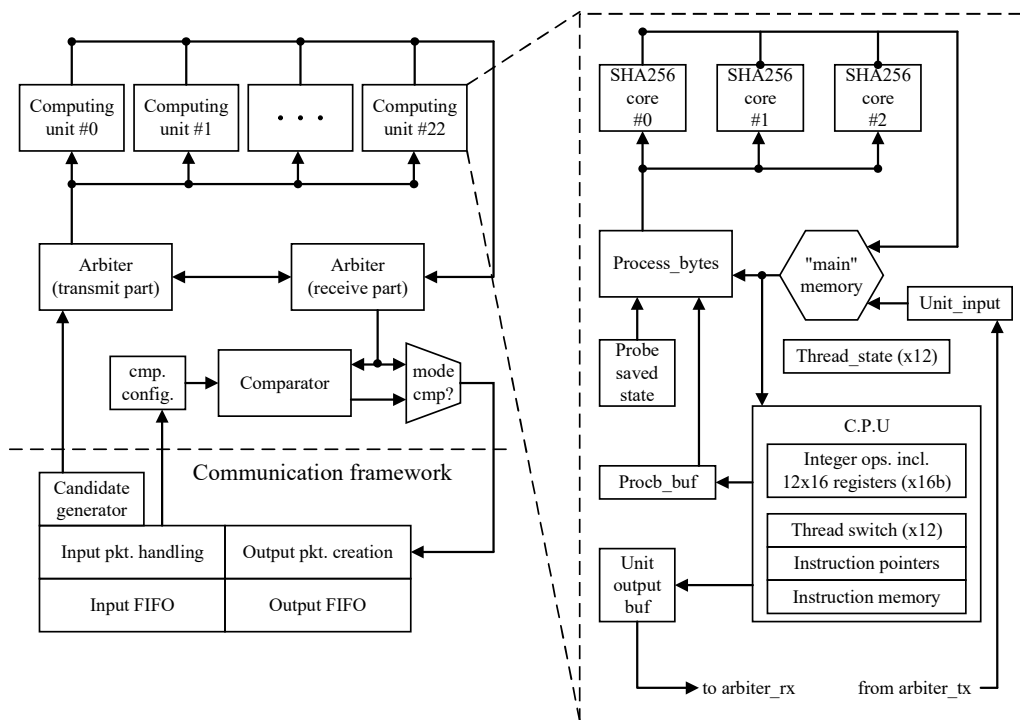 Computing
unit #0
Computing
unit #1
• • •
Computing
unit #22
Arbiter
(transmit part)
Arbiter
(receive part)
cmp.
config.
Comparator
mode
cmp?
Communication framework
Candidate
generator
Input pkt. handling
Output pkt. creation
Input FIFO
Output FIFO
SHA256
core
#0
SHA256
core
#1
SHA256
core
#2
Process_bytes
"main"
memory
Unit_input
Probe
saved
state
Thread_state (x12)
C.P.U
Integer ops. incl.
12x16 registers (x16b)
Procb_buf
Thread switch (x12)
Instruction pointers
Instruction memory
Unit
output
buf
to arbiter_rx
from arbiter_tx